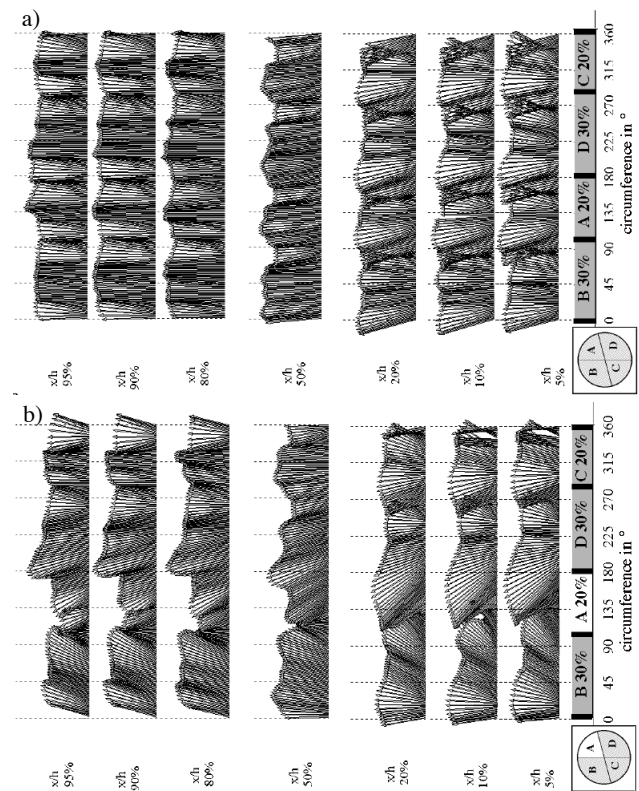 a)
x/h
95%
x/h
90%
x/h
80%
x/h
50%
x/h
20%
x/h
10%
x/h
5%
B 30%
A 20%
D 30%
C 20%
0
45
90
135
180
225
270
315
360
circumference in °
B
A
C
D
b)
x/h
95%
x/h
90%
x/h
80%
x/h
50%
x/h
20%
x/h
10%
x/h
5%
B 30%
A 20%
D 30%
C 20%
0
45
90
135
180
225
270
315
360
circumference in °
B
A
C
D